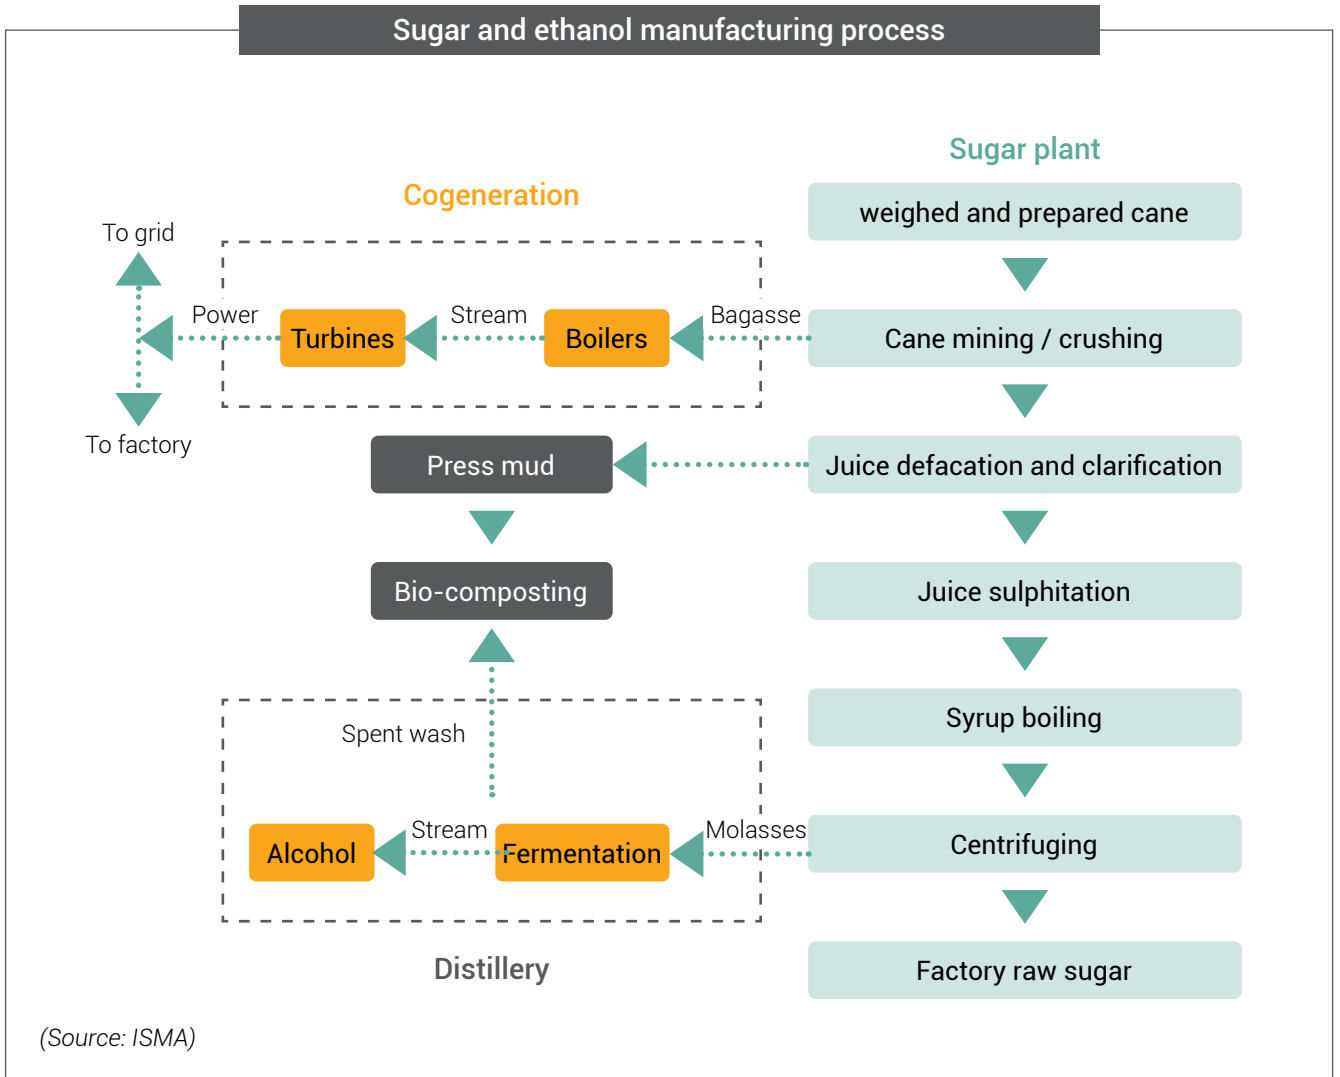 Sugar and ethanol manufacturing process
Sugar plant
Cogeneration
weighed and prepared cane
To grid
Power
Turbines
Stream
Boilers
Bagasse
Cane mining / crushing
To factory
Press mud
Juice defacation and clarification
Bio-composting
Juice sulphitation
Spent wash
Syrup boiling
Alcohol
Stream
Fermentation
Molasses
Centrifuging
Distillery
Factory raw sugar
(Source: ISMA)